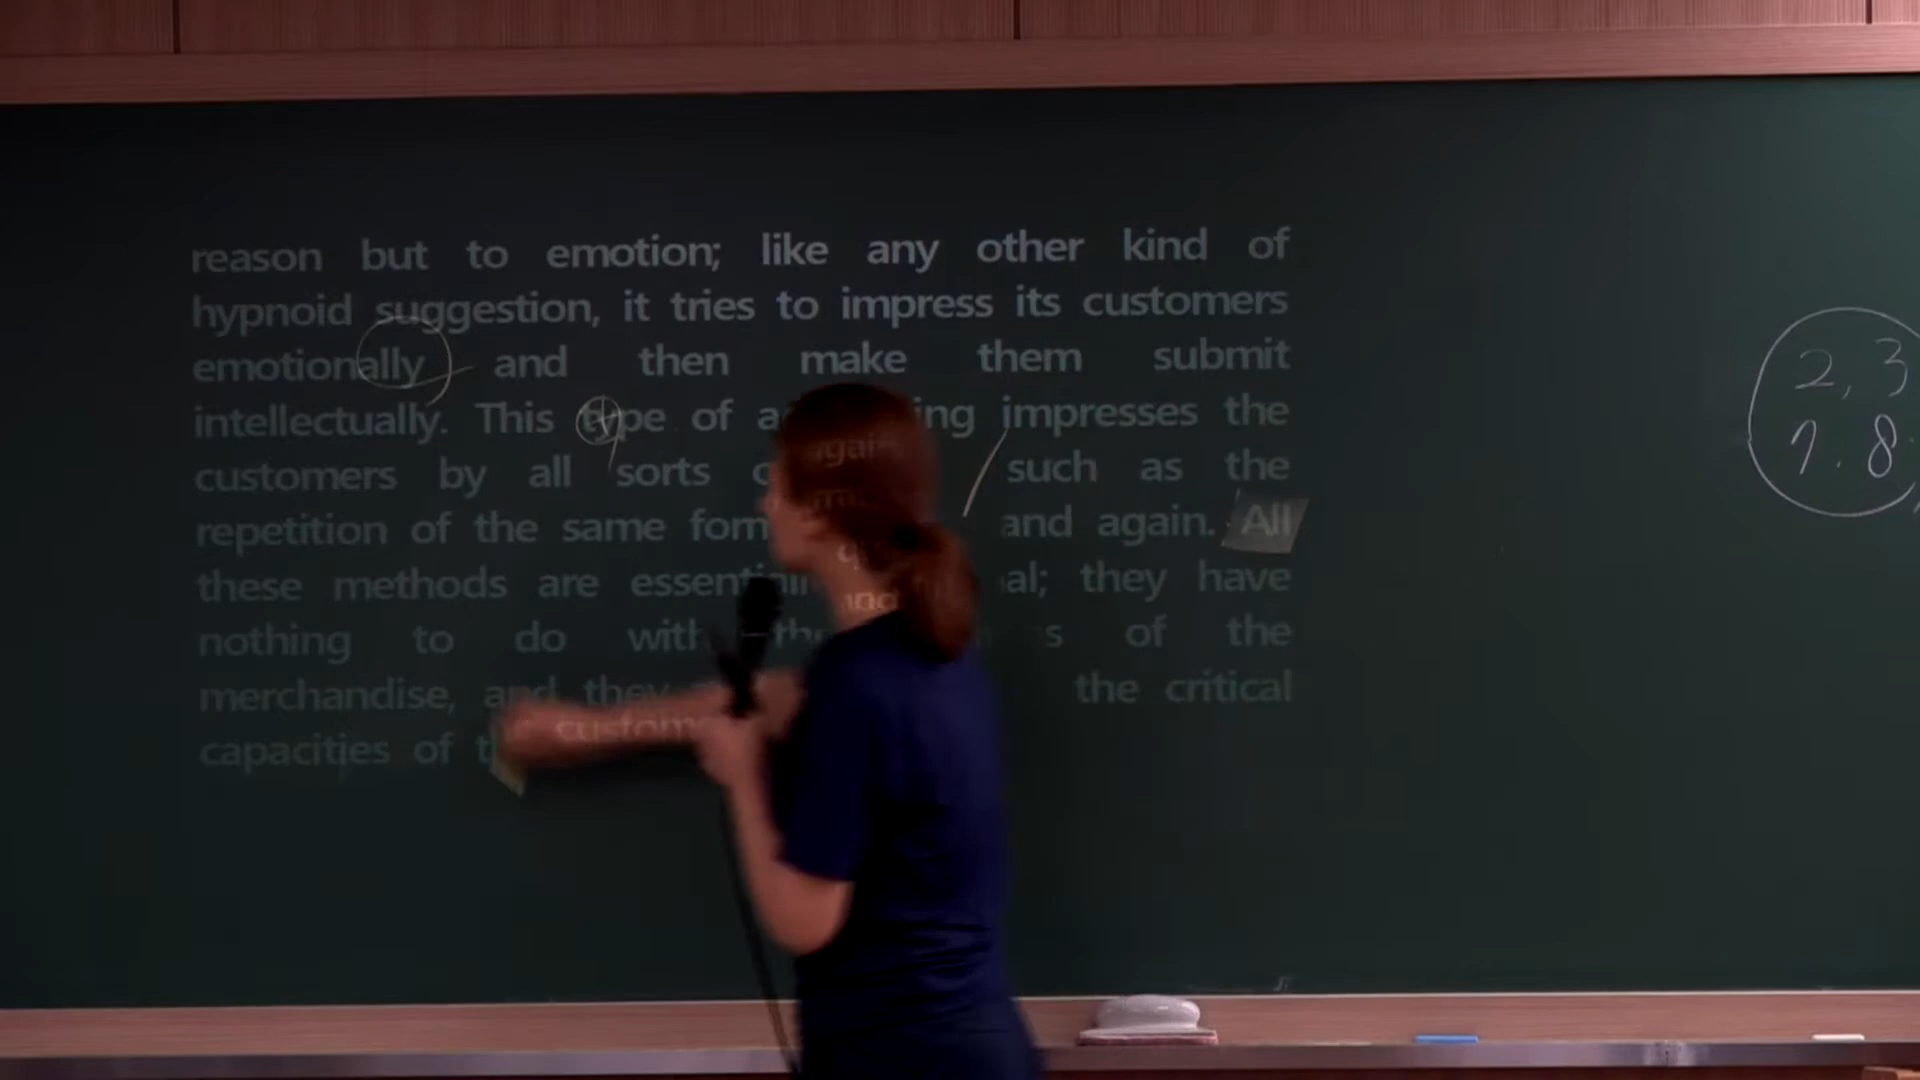 reason but to emotion; like any other kind of
hypnoid suggestion, it tries to impress its customers
emotionally and then make them submit
intellectually. This type of impresses the
customers by all sorts such as the
repetition of the same and again. All
these methods are they have
nothing to do with of the
merchandise, and they the critical
capacities of
2, 3
7. 8